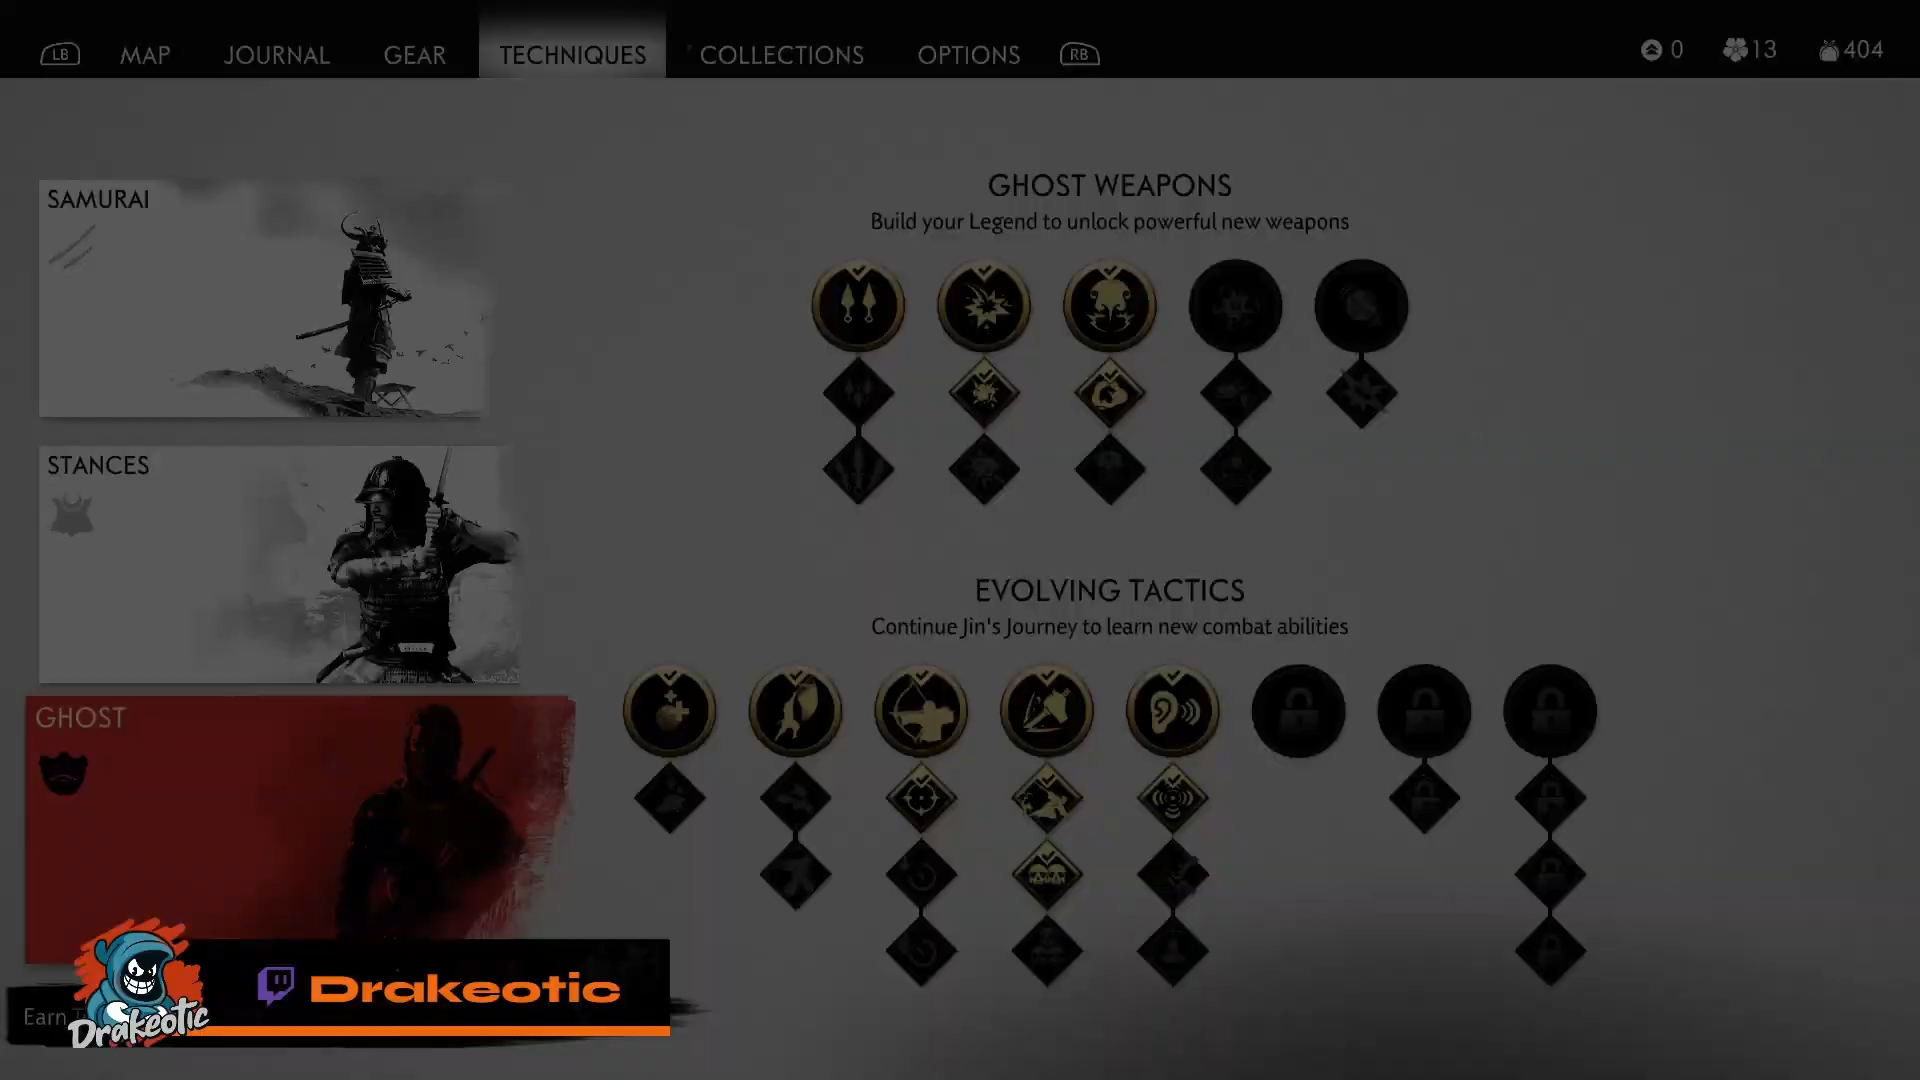 LB MAP JOURNAL GEAR TECHNIQUES COLLECTIONS OPTIONS RB 0 13 404
SAMURAI
STANCES
GHOST
GHOST WEAPONS
Build your Legend to unlock powerful new weapons
EVOLVING TACTICS
Continue Jin's Journey to learn new combat abilities
Earn
Drakeotic
Drakeotic